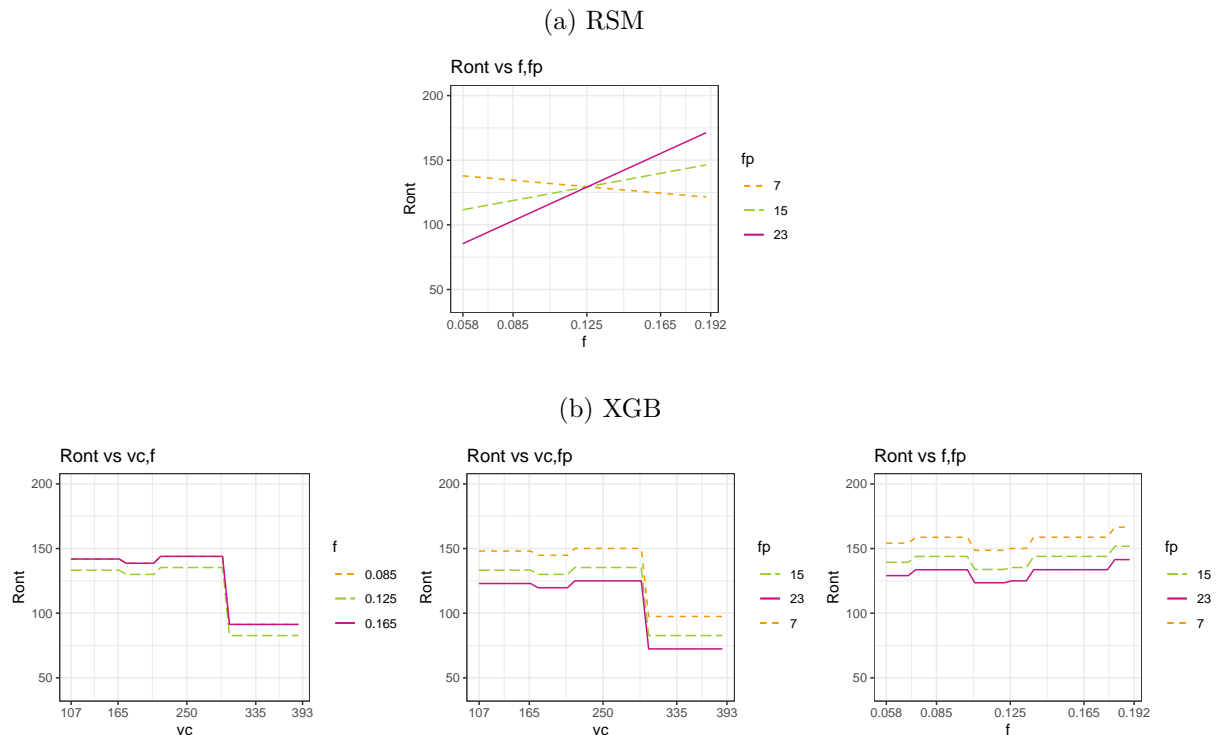 (a) RSM
Ront vs f,fp
200
150
100
50
Ront
0.058 0.085 0.125 0.165 0.192
f
fp
7
15
23
(b) XGB
Ront vs vc,f
200
150
100
50
Ront
107 165 250 335 393
vc
f
0.085
0.125
0.165
Ront vs vc,fp
200
150
100
50
Ront
107 165 250 335 393
vc
fp
15
23
7
Ront vs f,fp
200
150
100
50
Ront
0.058 0.085 0.125 0.165 0.192
f
fp
15
23
7